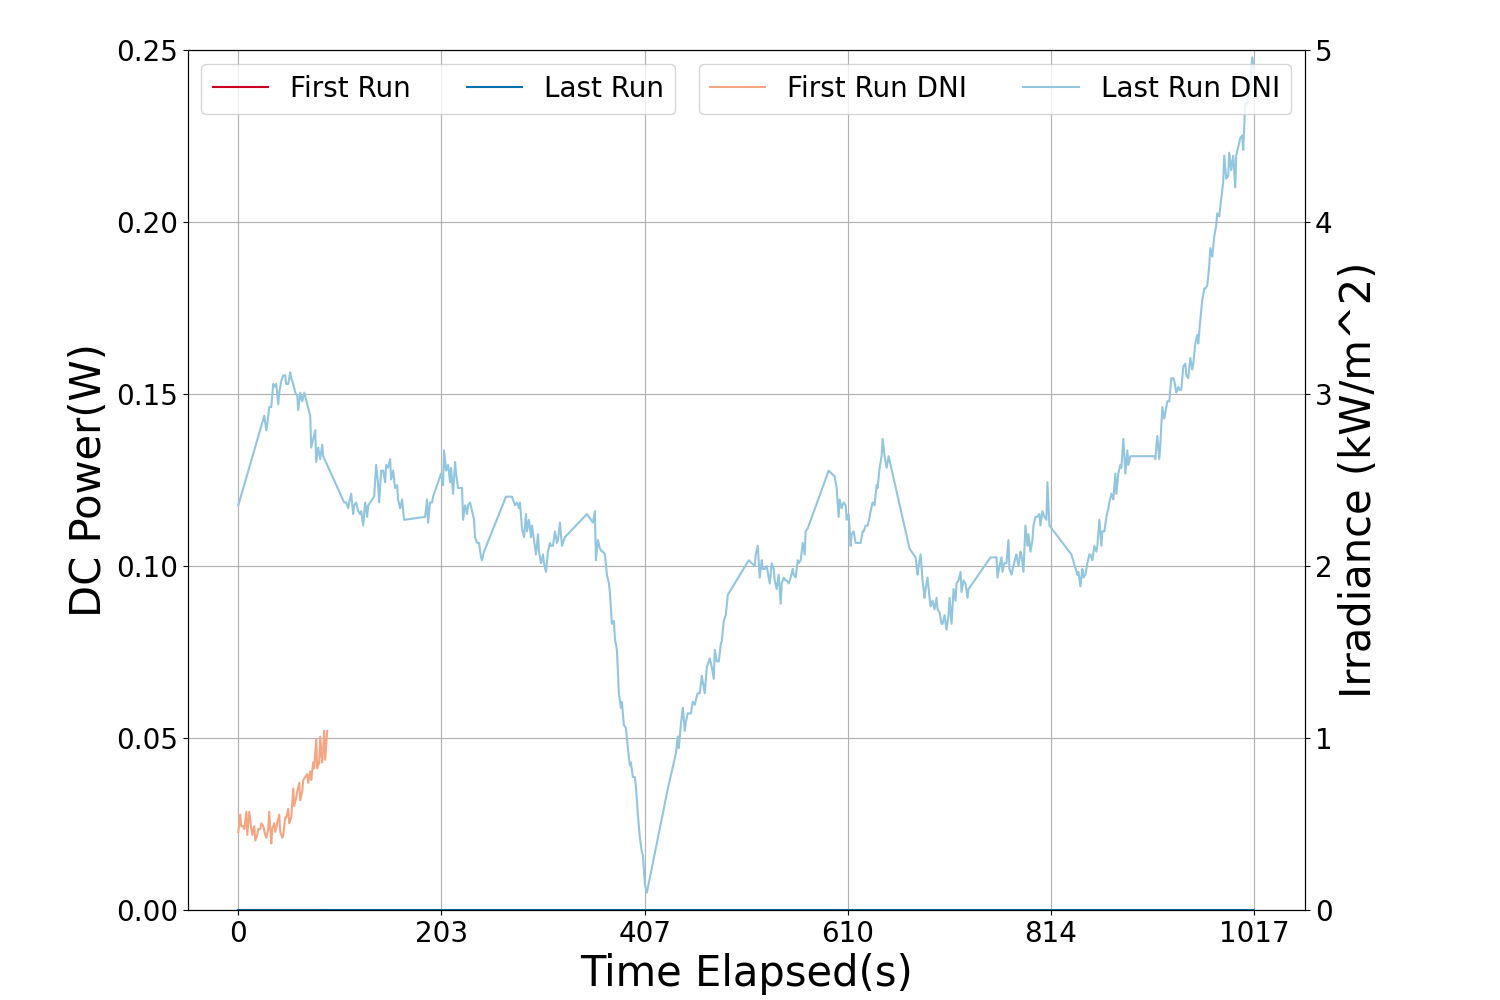 First Run
Last Run
First Run DNI
Last Run DNI
0.25
0.20
0.15
0.10
0.05
0.00
DC Power(W)
5
4
3
2
1
0
Irradiance (kW/m^2)
0
203
407
610
814
1017
Time Elapsed(s)